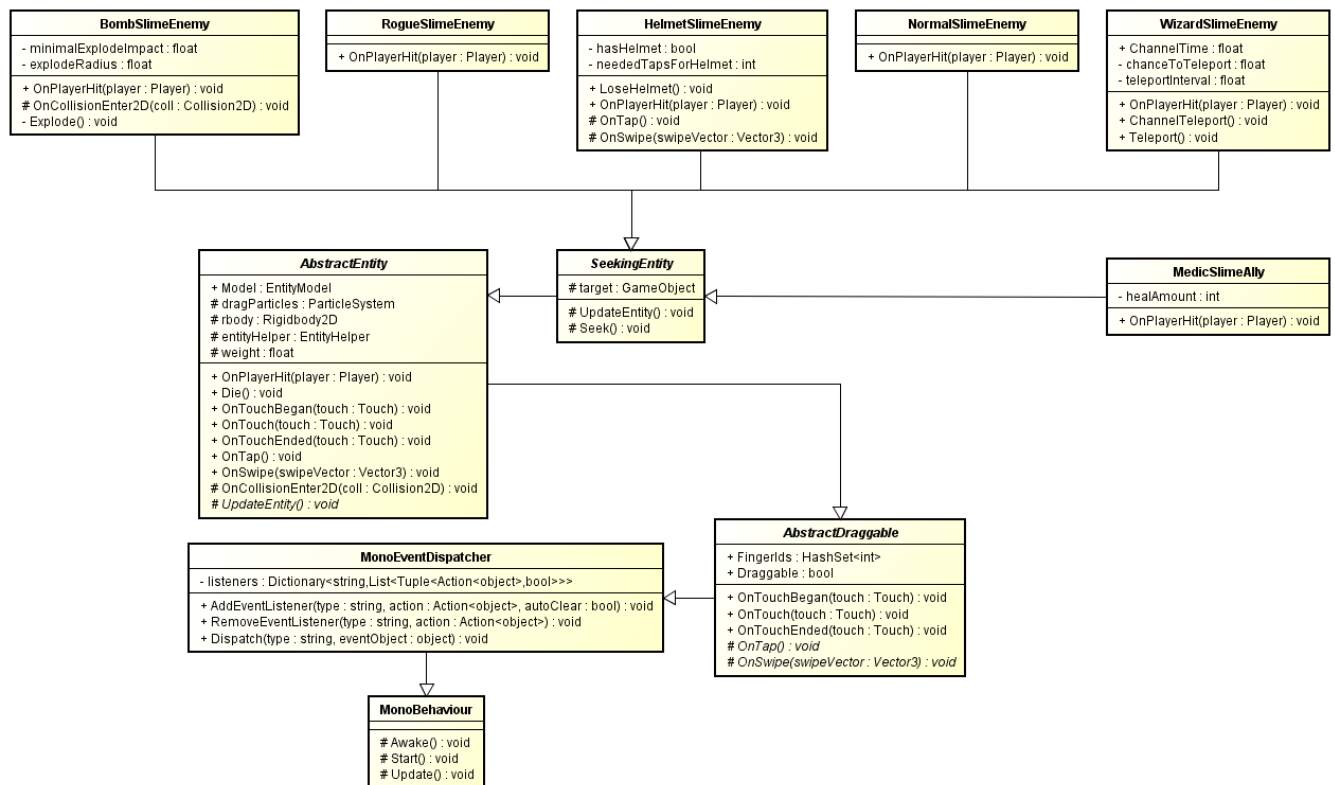 BombSlimeEnemy
- minimalExplodeImpact : float
- explodeRadius : float
+ OnPlayerHit(player : Player) : void
# OnCollisionEnter2D(coll : Collision2D) : void
- Explode() : void
RogueSlimeEnemy
+ OnPlayerHit(player : Player) : void
HelmetSlimeEnemy
- hasHelmet : bool
- neededTapsForHelmet : int
+ LoseHelmet() : void
+ OnPlayerHit(player : Player) : void
# OnTap() : void
# OnSwipe(swipeVector : Vector3) : void
NormalSlimeEnemy
+ OnPlayerHit(player : Player) : void
WizardSlimeEnemy
+ ChannelTime : float
- chanceToTeleport : float
- teleportInterval : float
+ OnPlayerHit(player : Player) : void
+ ChannelTeleport() : void
+ Teleport() : void
AbstractEntity
+ Model : EntityModel
# dragParticles : ParticleSystem
# rbody : Rigidbody2D
# entityHelper : EntityHelper
# weight : float
+ OnPlayerHit(player : Player) : void
+ Die() : void
+ OnTouchBegan(touch : Touch) : void
+ OnTouch(touch : Touch) : void
+ OnTouchEnded(touch : Touch) : void
+ OnTap() : void
+ OnSwipe(swipeVector : Vector3) : void
# OnCollisionEnter2D(coll : Collision2D) : void
# UpdateEntity() : void
SeekingEntity
# target : GameObject
# UpdateEntity() : void
# Seek() : void
MedicSlimeAlly
- healAmount : int
+ OnPlayerHit(player : Player) : void
AbstractDraggable
+ FingerIds : HashSet<int>
+ Draggable : bool
+ OnTouchBegan(touch : Touch) : void
+ OnTouch(touch : Touch) : void
+ OnTouchEnded(touch : Touch) : void
# OnTap() : void
# OnSwipe(swipeVector : Vector3) : void
MonoEventDispatcher
- listeners : Dictionary<string,List<Tuple<Action<object>,bool>>>
+ AddEventListener(type : string, action : Action<object>, autoClear : bool) : void
+ RemoveEventListener(type : string, action : Action<object>) : void
+ Dispatch(type : string, eventObject : object) : void
MonoBehaviour
# Awake() : void
# Start() : void
# Update() : void